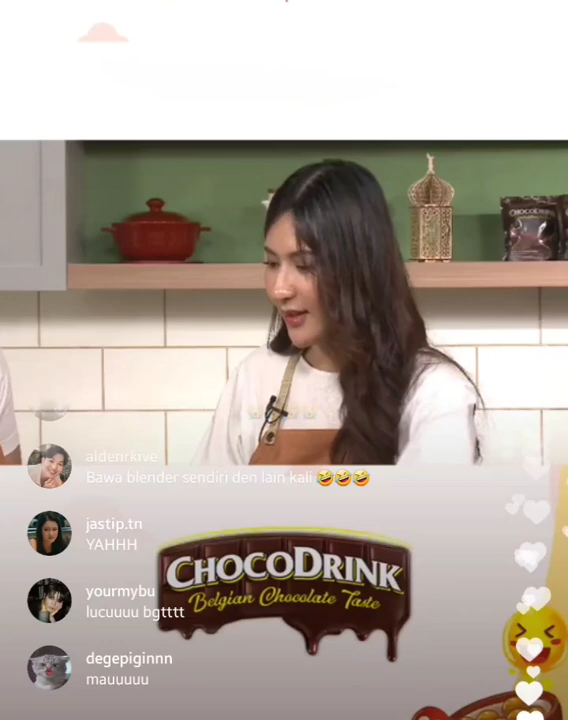 CHOCODRINK
aldenrkive
Bawa blender sendiri den lain kali 🤣🤣🤣
jastip.tn
YAHHH
CHOCODRINK
Belgian Chocolate Taste
yourmybu
lucuuuu bgtttt
degepiginnn
mauuuuu